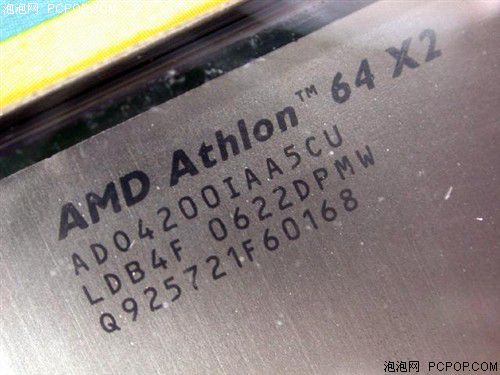 泡泡网 PCPOP.COM
AMD Athlon™ 64 X2
ADO4200IAA5CU
LDB4F 0622DPMW
Q925721F60168
泡泡网 PCPOP.COM